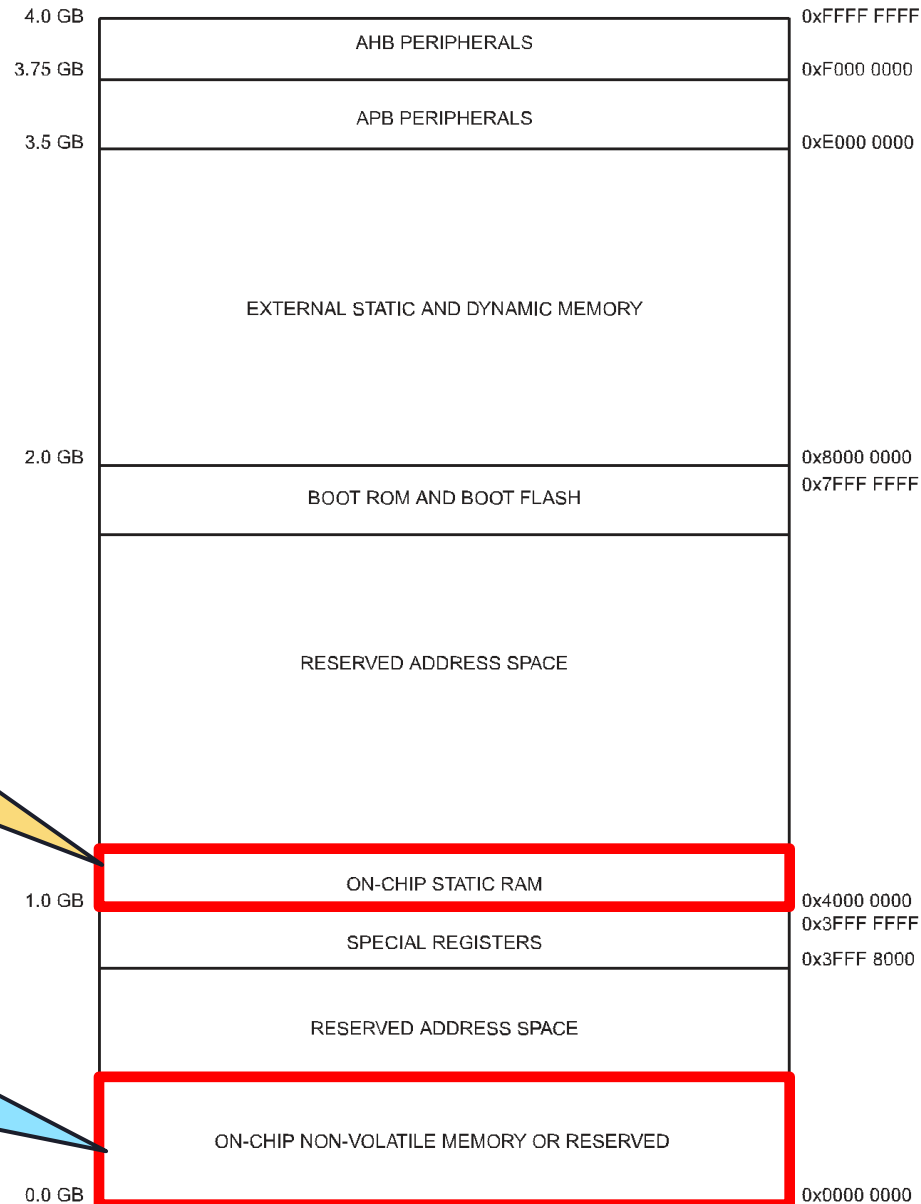 4.0 GB
0xFFFF FFFF
AHB PERIPHERALS
3.75 GB
0xF000 0000
APB PERIPHERALS
3.5 GB
0xE000 0000
EXTERNAL STATIC AND DYNAMIC MEMORY
2.0 GB
0x8000 0000
0x7FFF FFFF
BOOT ROM AND BOOT FLASH
RESERVED ADDRESS SPACE
ON-CHIP STATIC RAM
1.0 GB
0x4000 0000
0x3FFF FFFF
SPECIAL REGISTERS
0x3FFF 8000
RESERVED ADDRESS SPACE
ON-CHIP NON-VOLATILE MEMORY OR RESERVED
0.0 GB
0x0000 0000